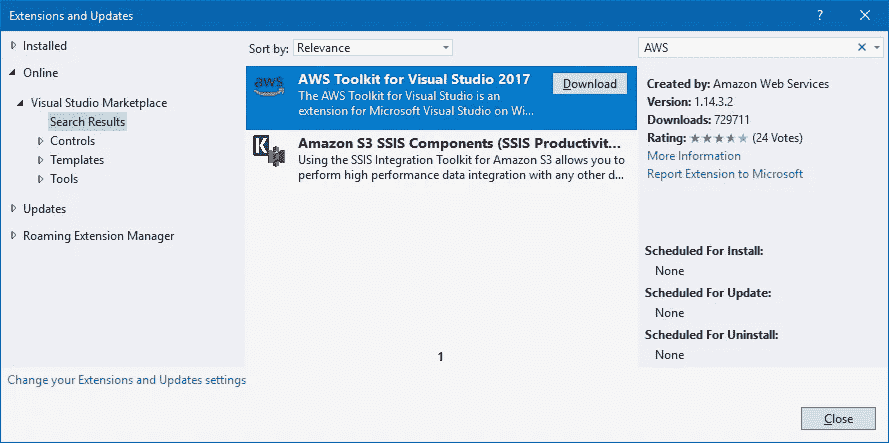 Extensions and Updates
? ✕
Installed
Online
Visual Studio Marketplace
Search Results
Controls
Templates
Tools
Updates
Roaming Extension Manager
Change your Extensions and Updates settings
Sort by: Relevance
aws
AWS Toolkit for Visual Studio 2017
Download
The AWS Toolkit for Visual Studio is an
extension for Microsoft Visual Studio on Wi...
K
Amazon S3 SSIS Components (SSIS Productivit...
Using the SSIS Integration Toolkit for Amazon S3 allows you to
perform high performance data integration with any other d...
1
AWS
Created by: Amazon Web Services
Version: 1.14.3.2
Downloads: 729711
Rating: ★★★★★ (24 Votes)
More Information
Report Extension to Microsoft
Scheduled For Install:
None
Scheduled For Update:
None
Scheduled For Uninstall:
None
Close